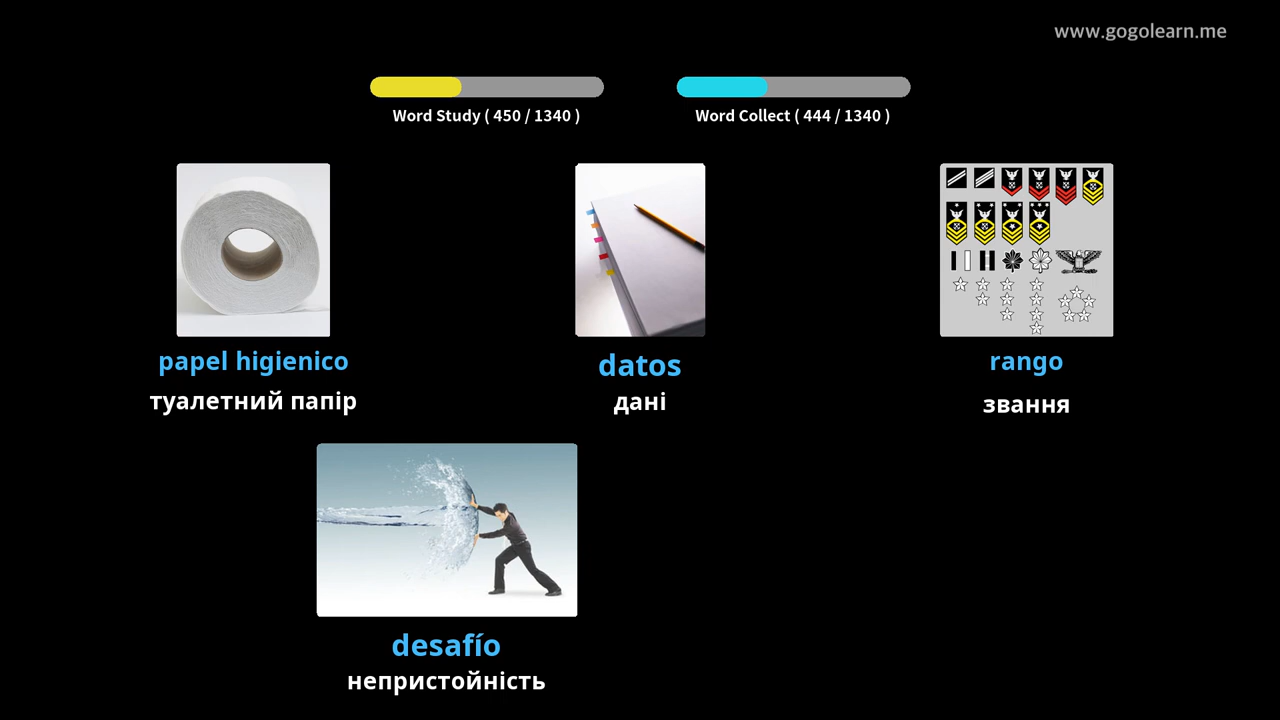 www.gogolearn.me
Word Study ( 450 / 1340 )
Word Collect ( 444 / 1340 )
papel higienico
туалетний папір
datos
дані
rango
звання
desafío
непристойність